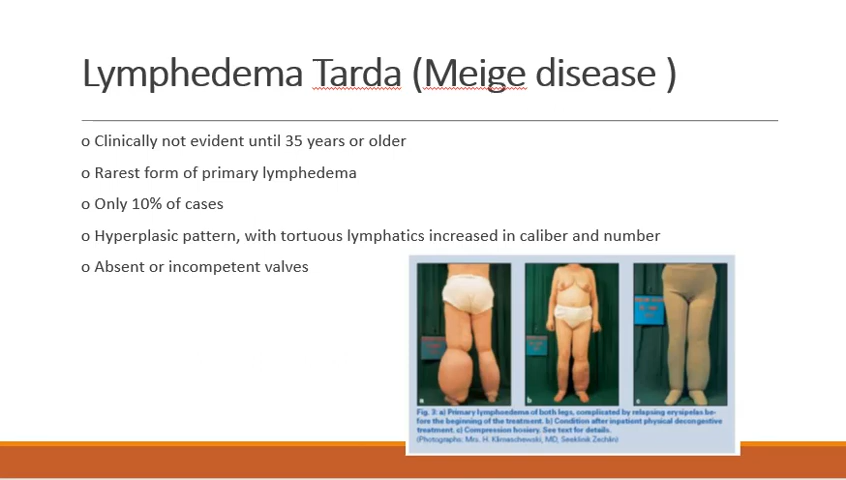 Lymphedema Tarda (Meige disease )
o Clinically not evident until 35 years or older
o Rarest form of primary lymphedema
o Only 10% of cases
o Hyperplasic pattern, with tortuous lymphatics increased in caliber and number
o Absent or incompetent valves
a
b
c
Fig. 3: a) Primary lymphoedema of both legs, complicated by relapsing erysipelas be-
fore the beginning of the treatment. b) Condition after inpatient physical decongestive
treatment. c) Compression hosiery. See text for details.
(Photographs: Mrs. H. Klimaschewski, MD, Seeklinik Zechlin)